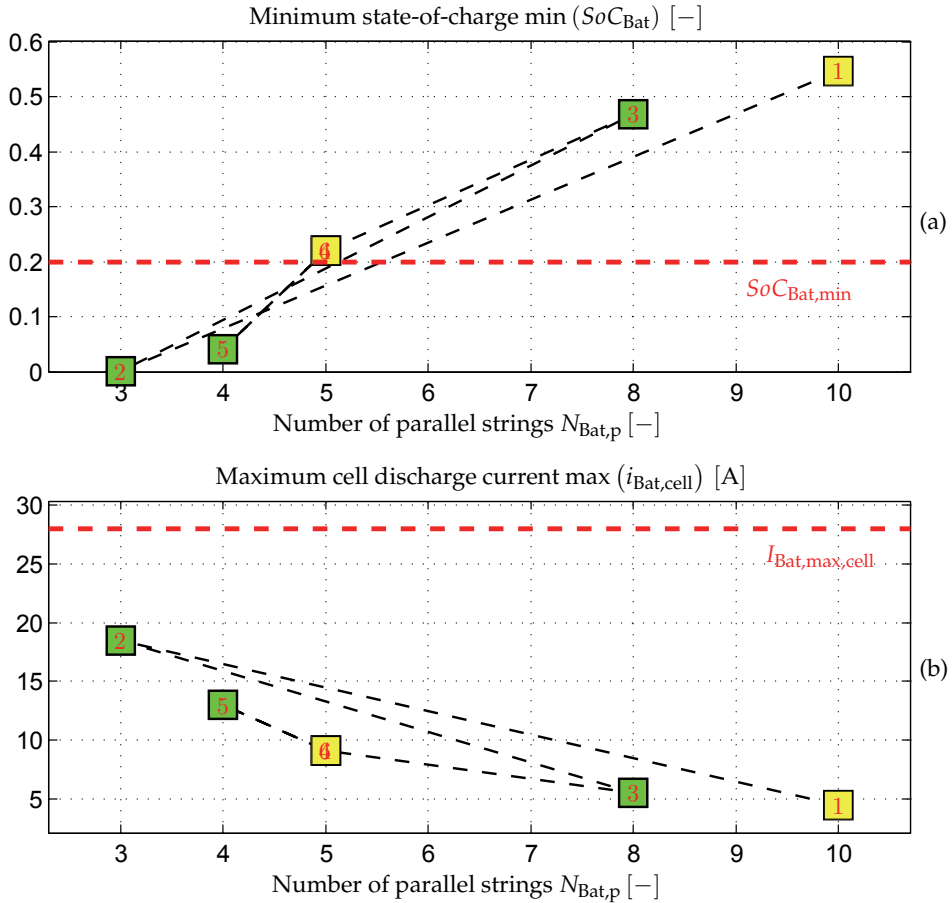 Minimum state-of-charge min (SoC_Bat) [−]
0.6
0.5
0.4
0.3
0.2
0.1
0
1
3
5
2
SoC_Bat,min
(a)
3 4 5 6 7 8 9 10
Number of parallel strings N_Bat,p [−]
Maximum cell discharge current max (i_Bat,cell) [A]
30
25
20
15
10
5
I_Bat,max,cell
2
5
3
1
(b)
3 4 5 6 7 8 9 10
Number of parallel strings N_Bat,p [−]